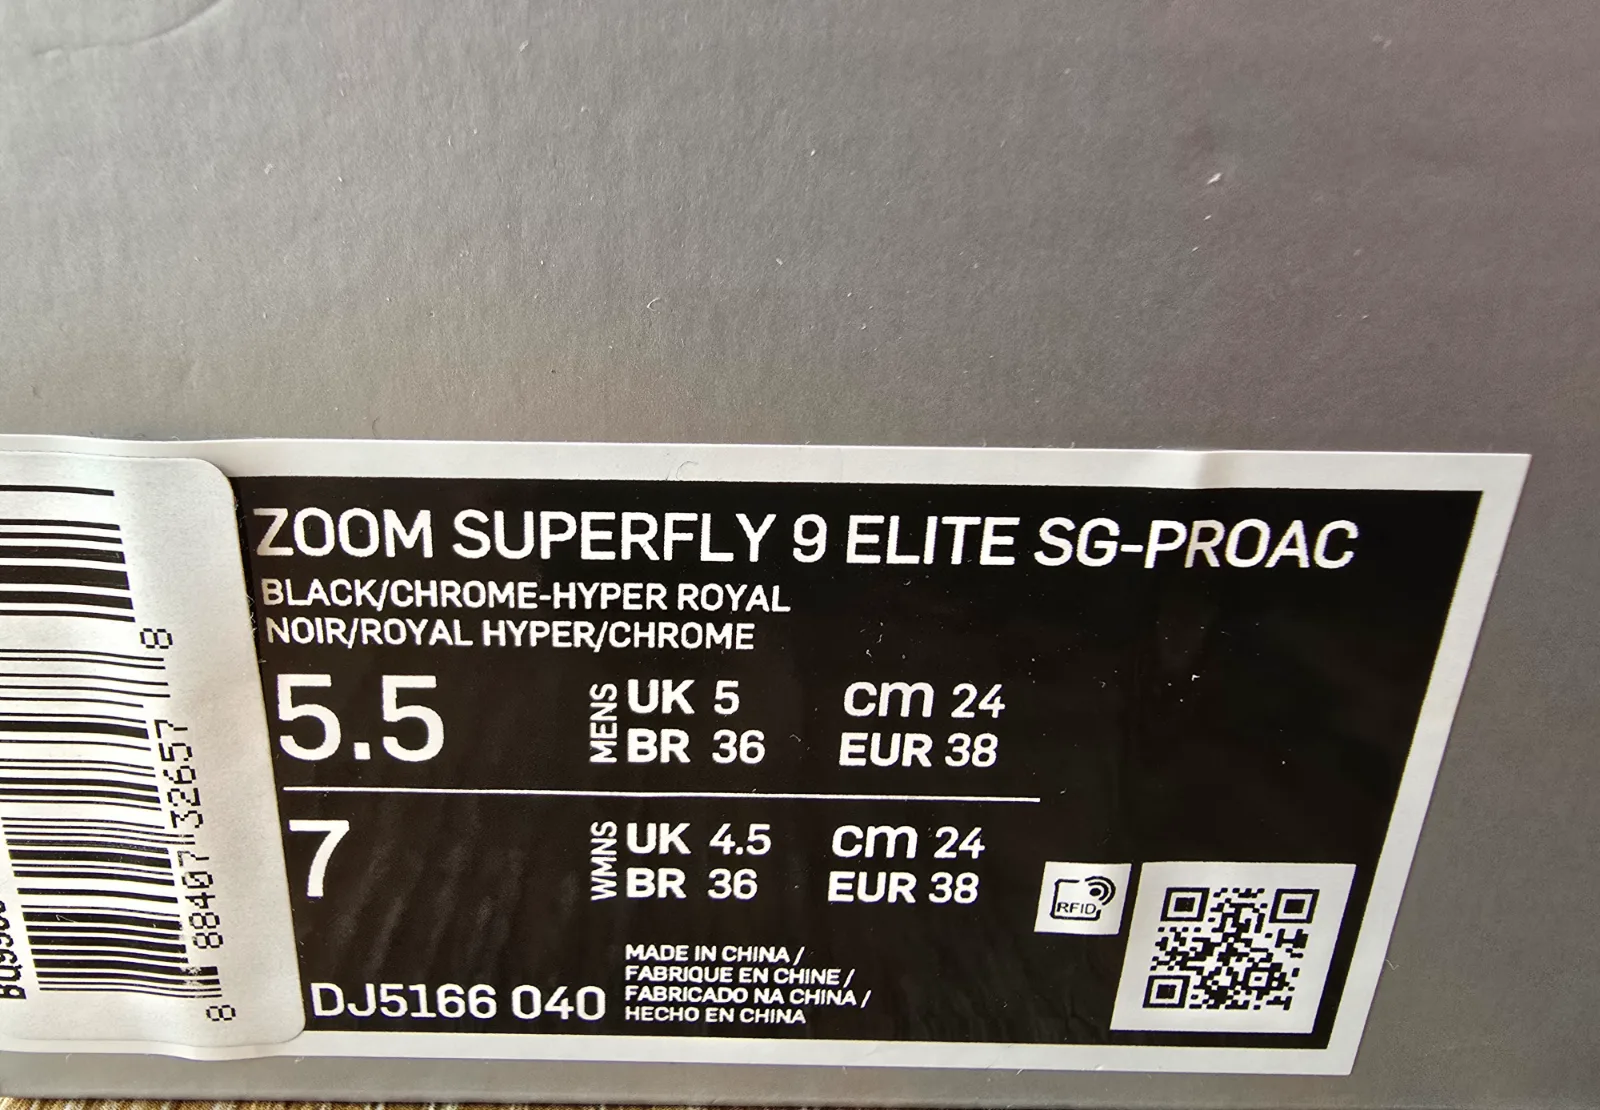 ZOOM SUPERFLY 9 ELITE SG-PROAC
BLACK/CHROME-HYPER ROYAL
NOIR/ROYAL HYPER/CHROME
5.5 MENS UK 5 cm 24
BR 36 EUR 38
7 WMNS UK 4.5 cm 24
BR 36 EUR 38
DJ5166 040
MADE IN CHINA /
FABRIQUE EN CHINE /
FABRICADO NA CHINA /
HECHO EN CHINA
RFID
8 88407 32657 8